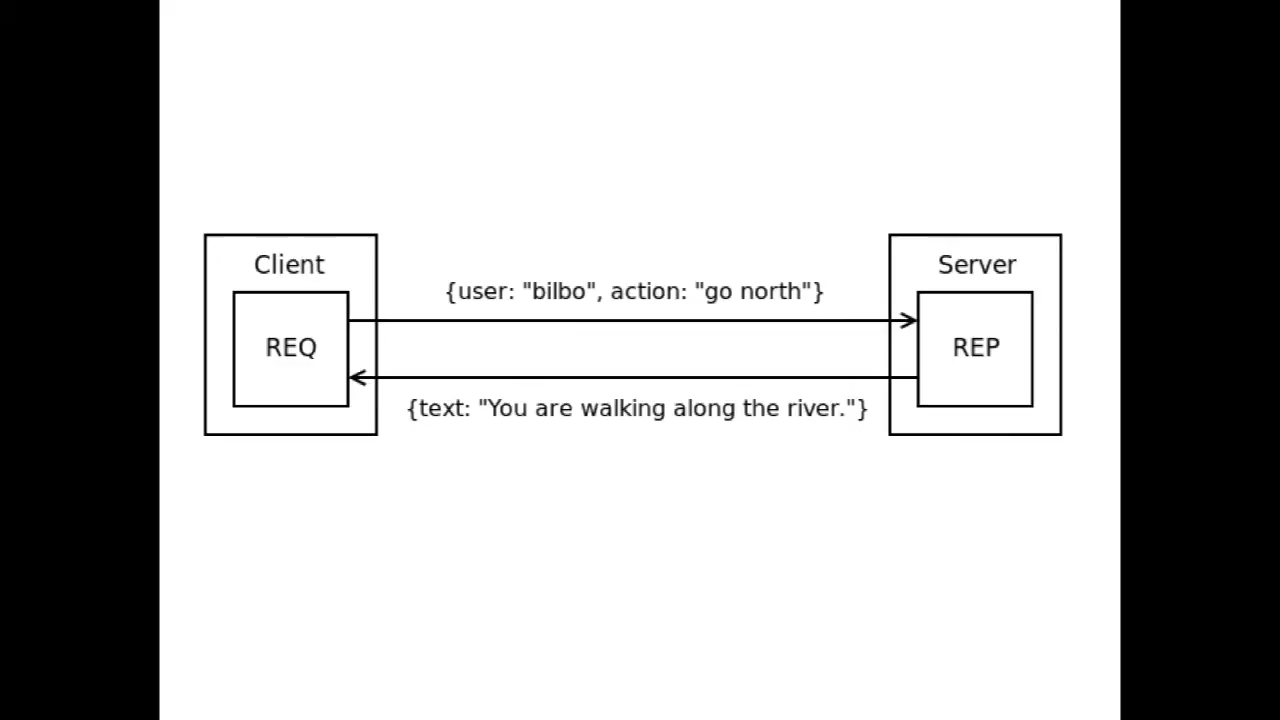 Client
Server
{user: "bilbo", action: "go north"}
REQ
REP
{text: "You are walking along the river."}